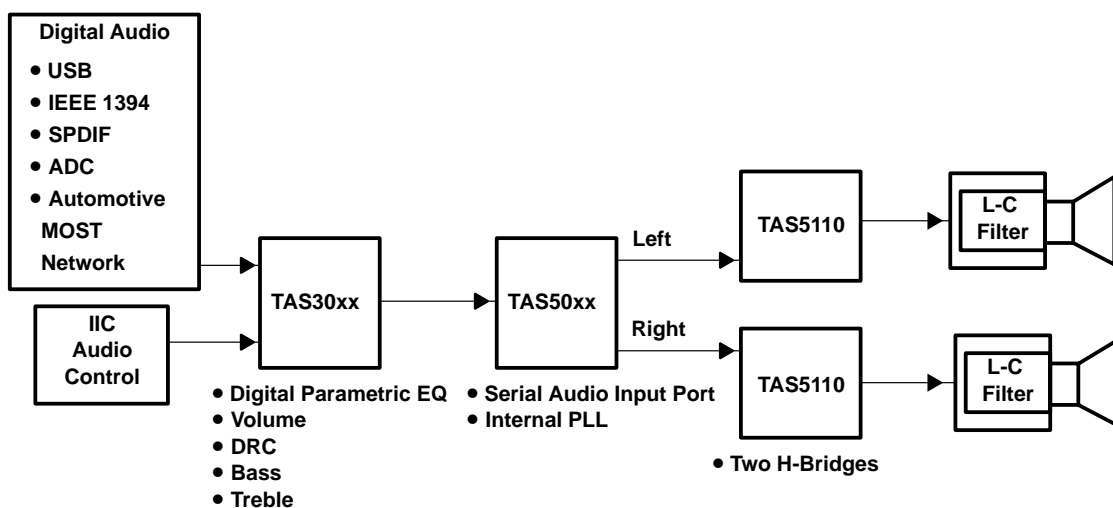 Digital Audio
• USB
• IEEE 1394
• SPDIF
• ADC
• Automotive
MOST
Network
IIC
Audio
Control
TAS30xx
• Digital Parametric EQ
• Volume
• DRC
• Bass
• Treble
TAS50xx
• Serial Audio Input Port
• Internal PLL
Left
Right
TAS5110
L-C
Filter
TAS5110
• Two H-Bridges
L-C
Filter